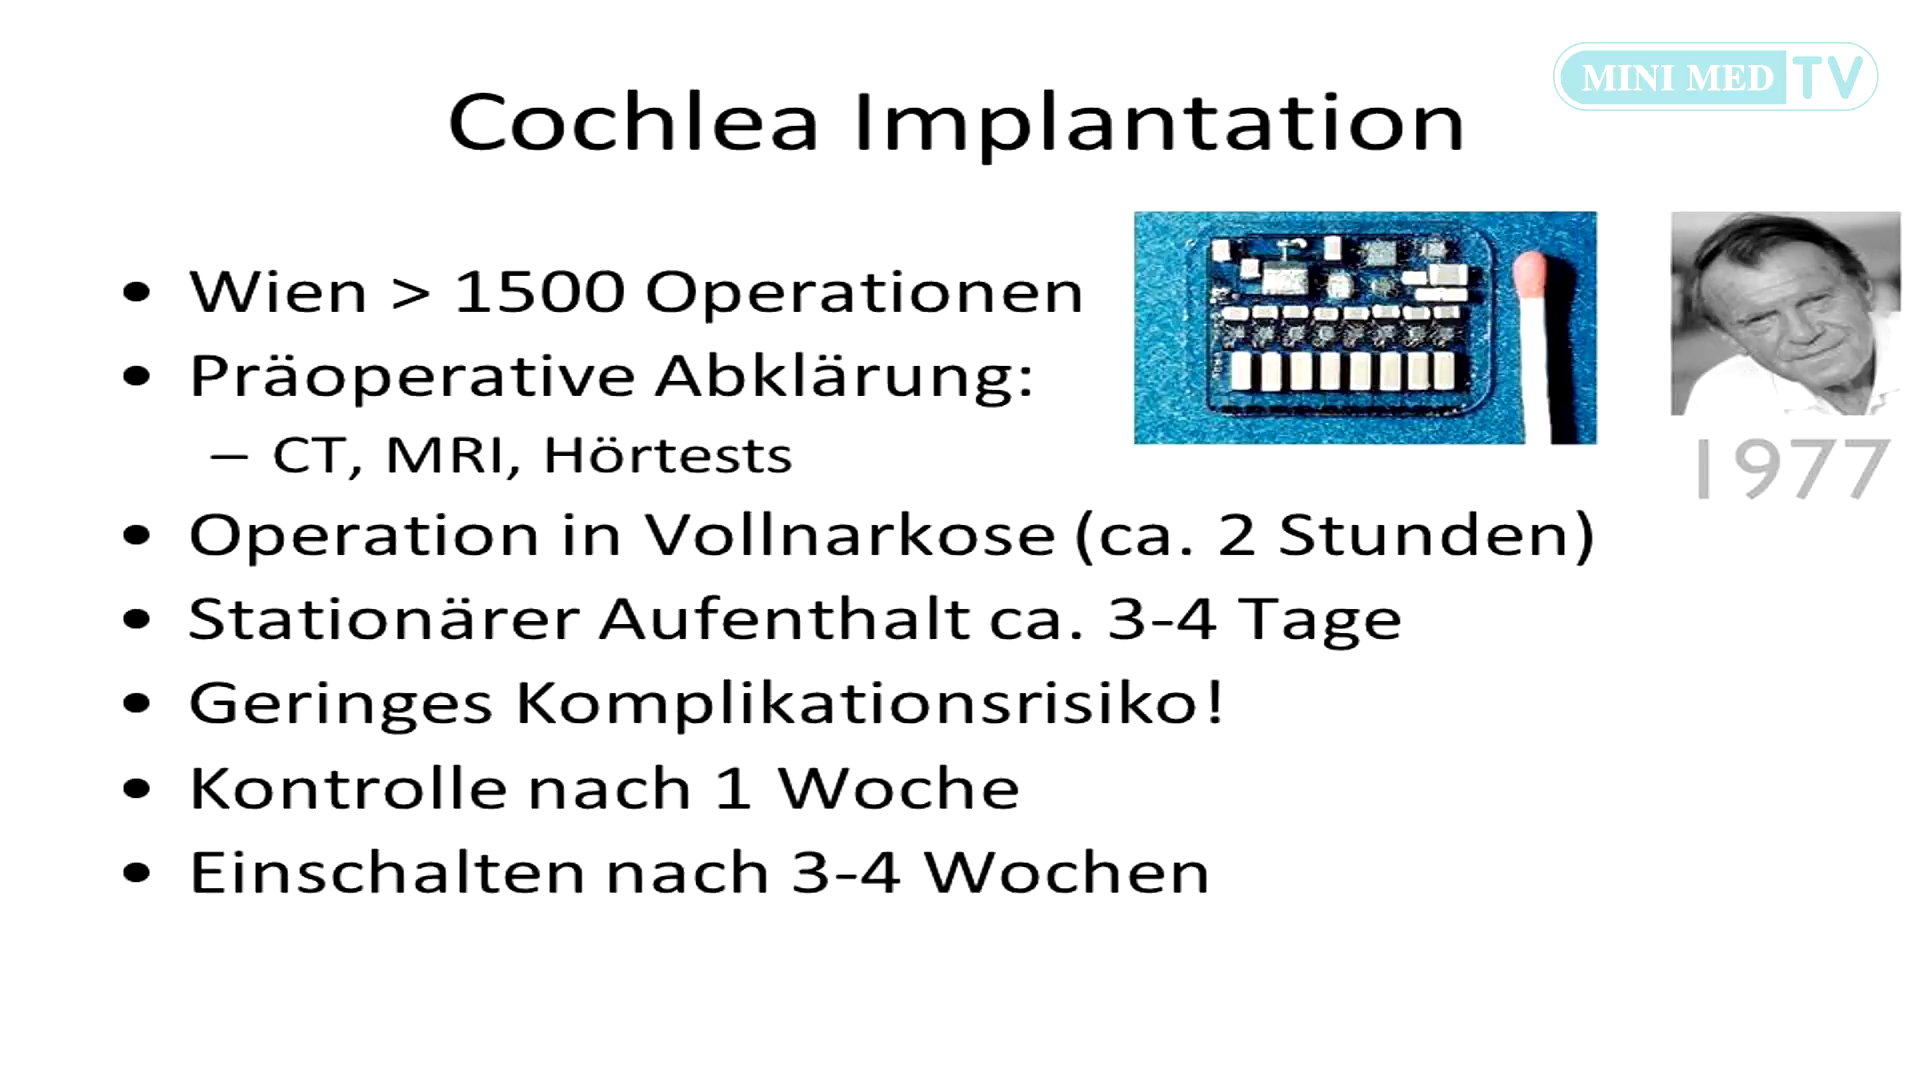 MINI MED TV
Cochlea Implantation
• Wien > 1500 Operationen
• Präoperative Abklärung:
– CT, MRI, Hörtests
1977
• Operation in Vollnarkose (ca. 2 Stunden)
• Stationärer Aufenthalt ca. 3-4 Tage
• Geringes Komplikationsrisiko!
• Kontrolle nach 1 Woche
• Einschalten nach 3-4 Wochen